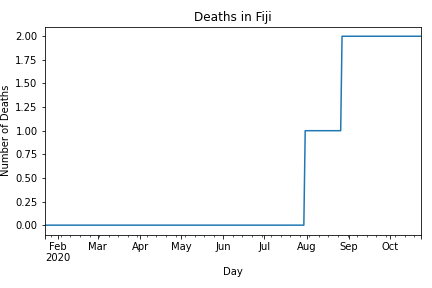 Deaths in Fiji
Number of Deaths
2.00
1.75
1.50
1.25
1.00
0.75
0.50
0.25
0.00
Feb Mar Apr May Jun Jul Aug Sep Oct
2020
Day